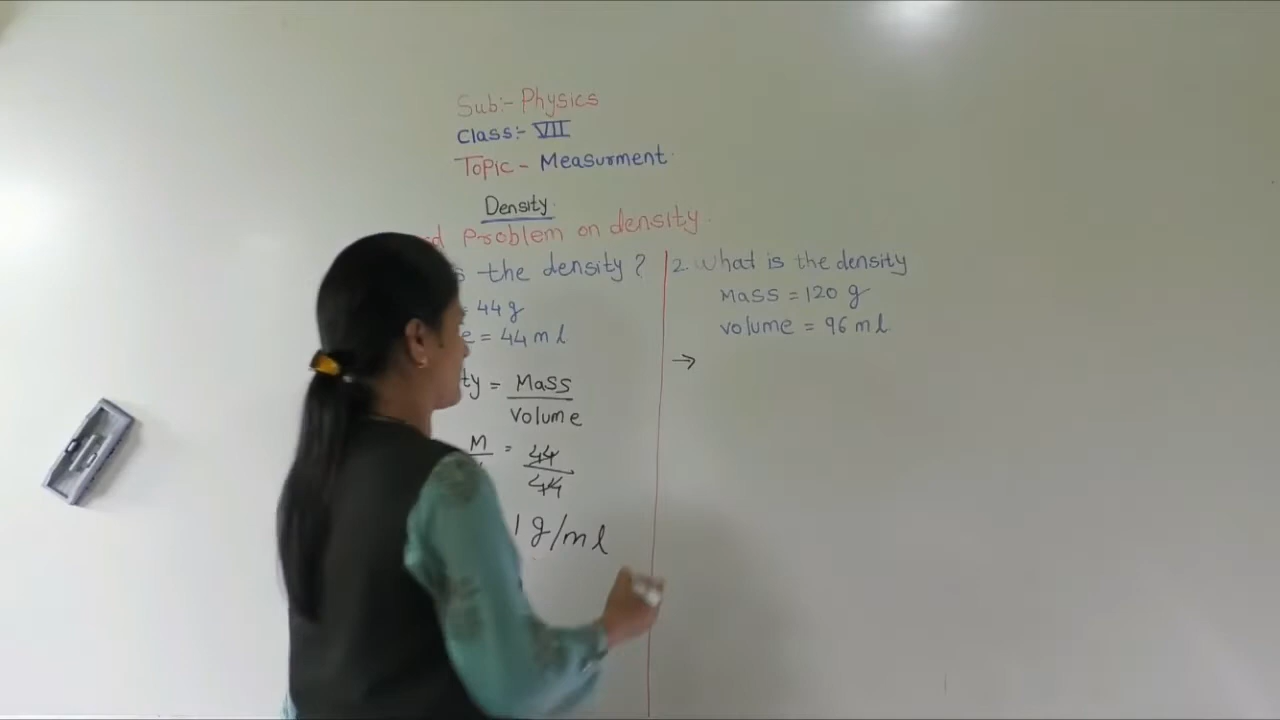 Sub:- Physics
Class:- VII
Topic - Measurment
Density
Problem on density.
the density?
= 44 g
= 44 ml
= Mass
Volume
M = 44
44
1 g/ml
2. What is the density
Mass = 120 g
volume = 96 ml
→